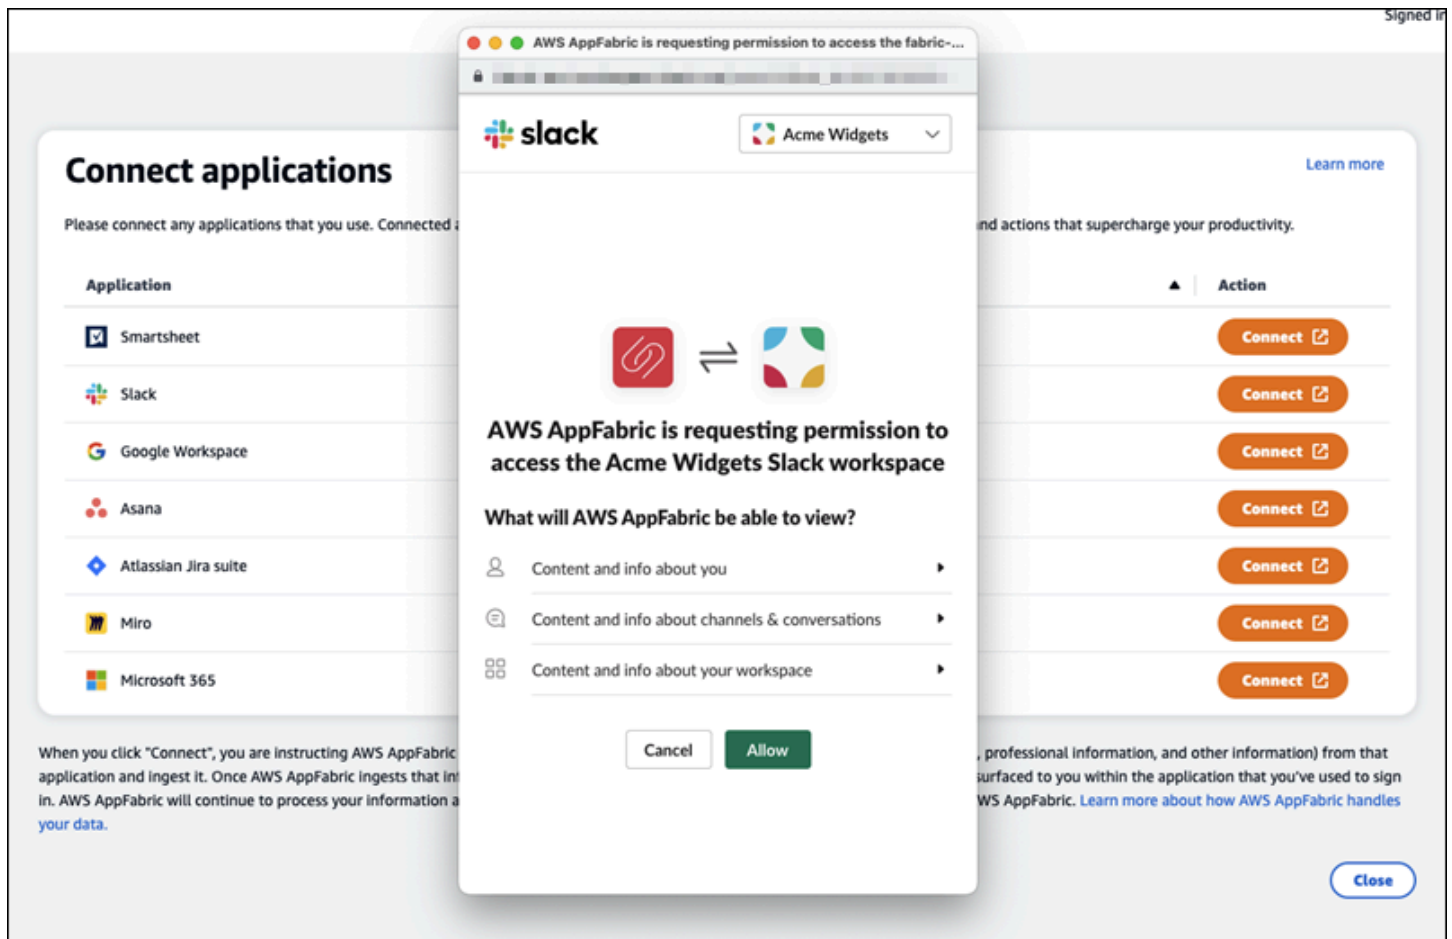 Signed in
AWS AppFabric is requesting permission to access the fabric-...
slack
Acme Widgets
Connect applications
Learn more
Please connect any applications that you use. Connected
and actions that supercharge your productivity.
Application
Action
Smartsheet
Connect
Slack
Connect
Google Workspace
Connect
Asana
Connect
Atlassian Jira suite
Connect
Miro
Connect
Microsoft 365
Connect
AWS AppFabric is requesting permission to
access the Acme Widgets Slack workspace
What will AWS AppFabric be able to view?
Content and info about you
Content and info about channels & conversations
Content and info about your workspace
Cancel
Allow
When you click "Connect", you are instructing AWS AppFabric
, professional information, and other information) from that
application and ingest it. Once AWS AppFabric ingests that
surfaced to you within the application that you've used to sign
in. AWS AppFabric will continue to process your information
AWS AppFabric. Learn more about how AWS AppFabric handles
your data.
Close